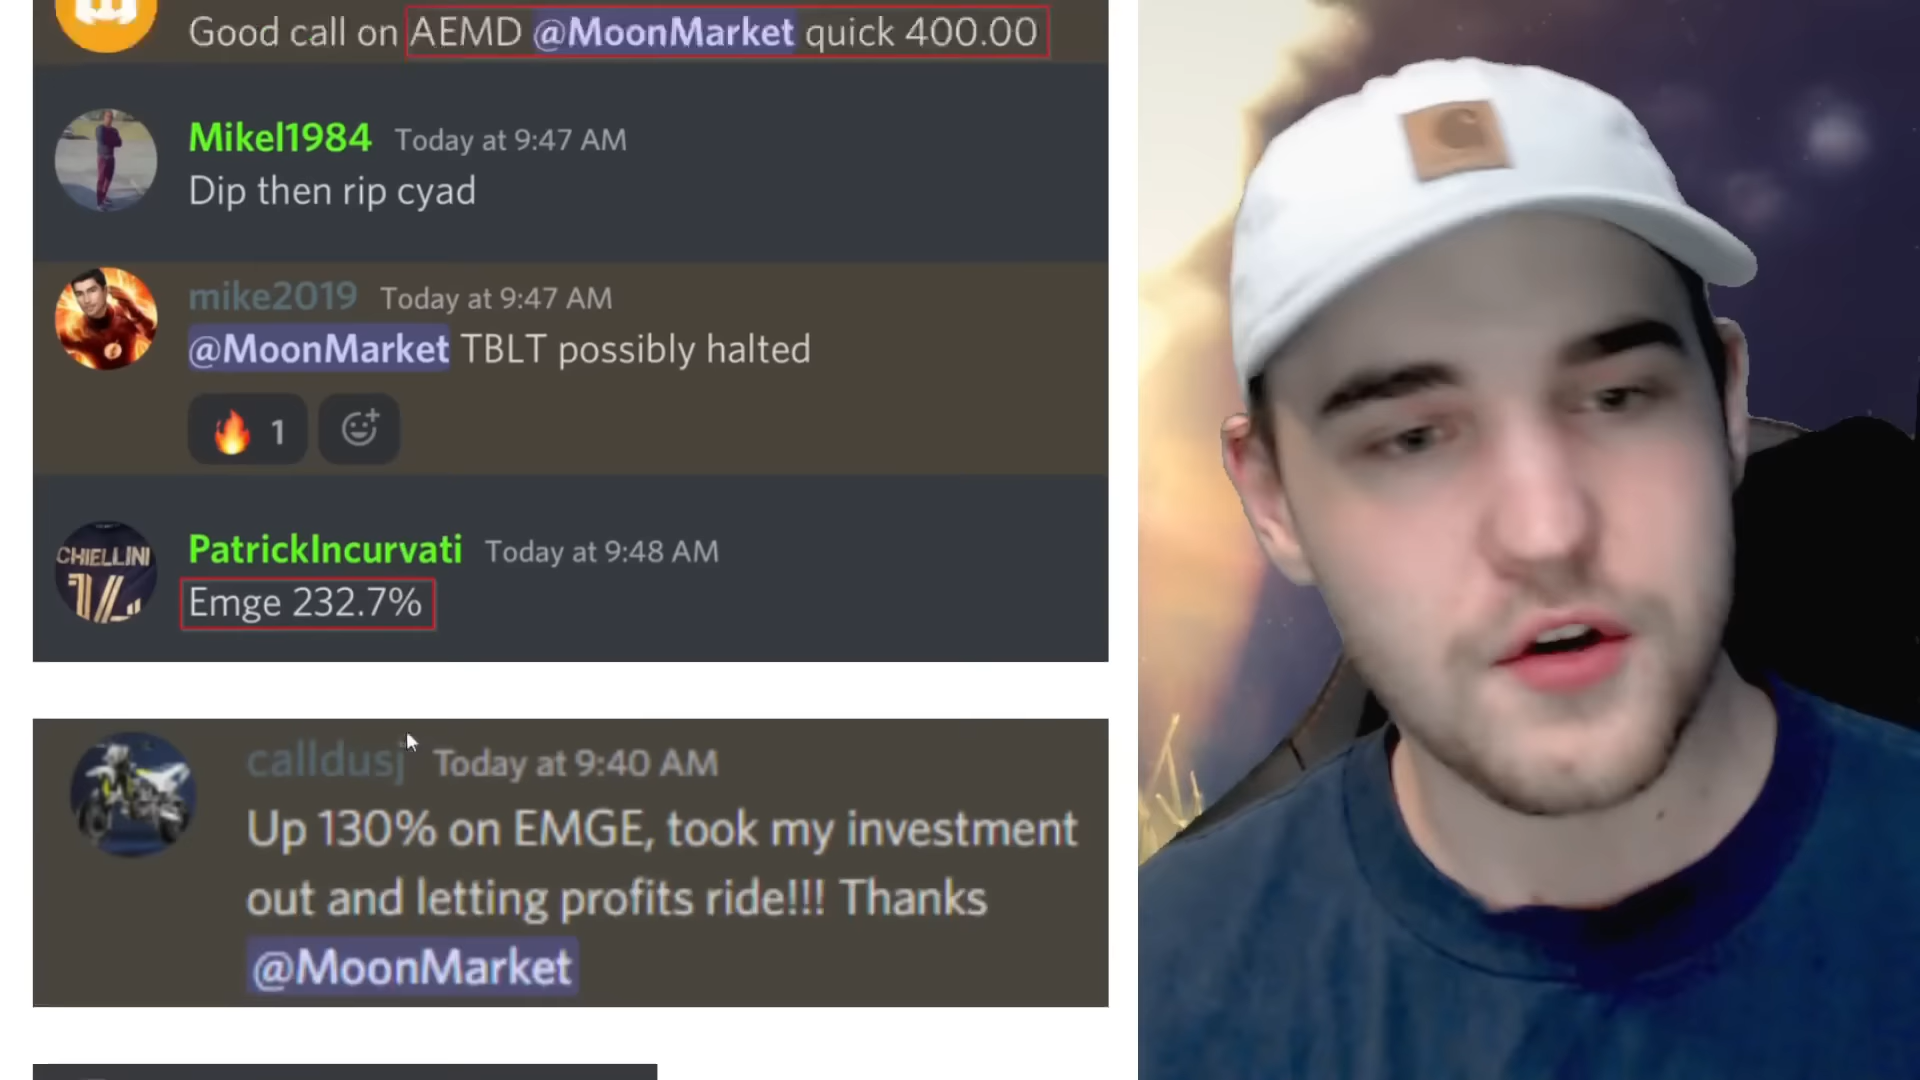 Good call on AEMD @MoonMarket quick 400.00
Mikel1984 Today at 9:47 AM
Dip then rip cyad
mike2019 Today at 9:47 AM
@MoonMarket TBLT possibly halted
1
PatrickIncurvati Today at 9:48 AM
CHIELLINI
Emge 232.7%
calldusj Today at 9:40 AM
Up 130% on EMGE, took my investment
out and letting profits ride!!! Thanks
@MoonMarket